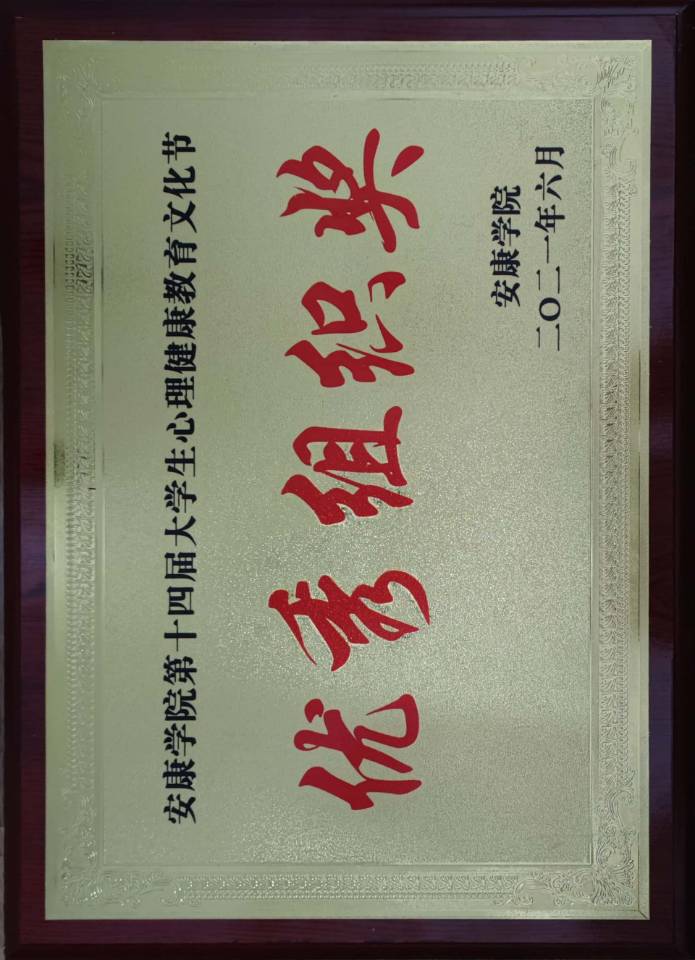 安康学院第十四届大学生心理健康教育文化节
优秀组织奖
安康学院
二〇二一年六月